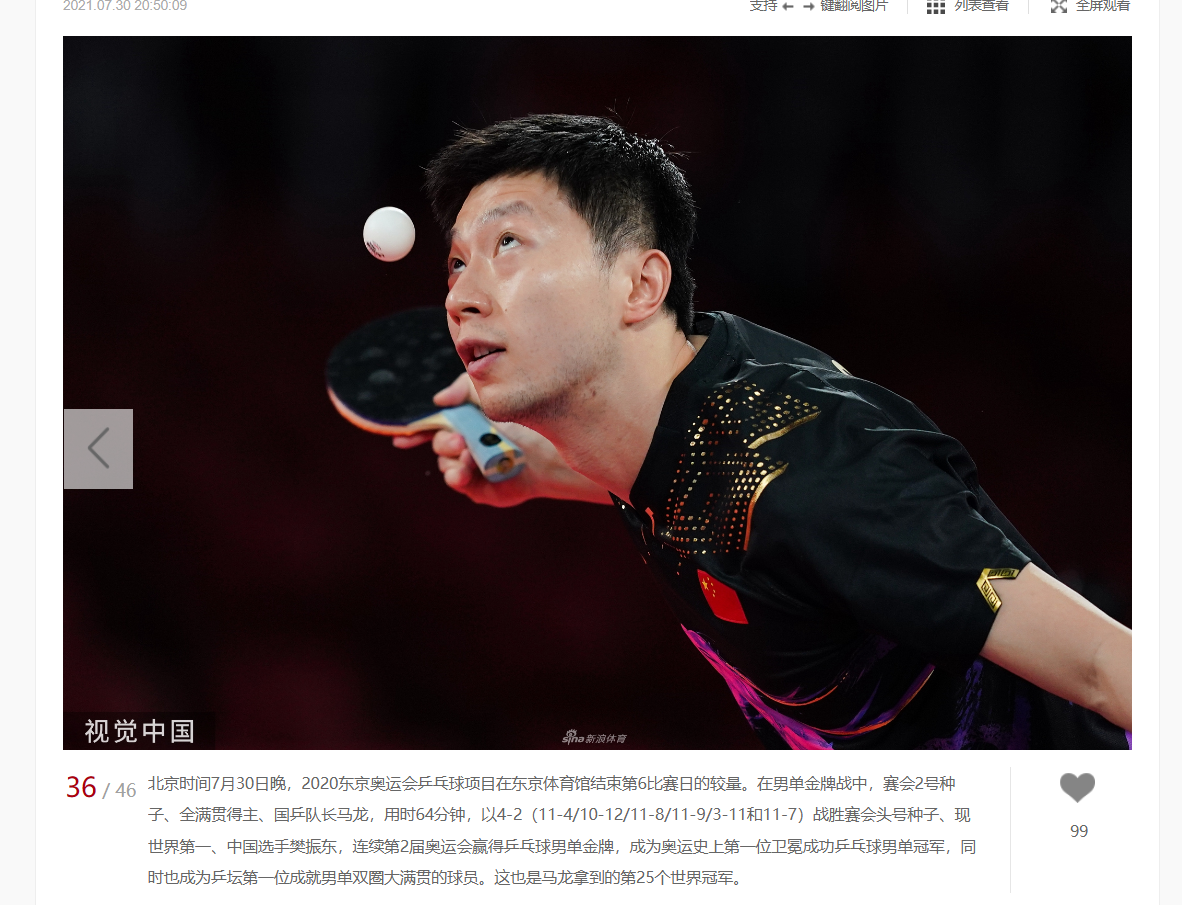 2021.07.30 20:50:09
支持 ← → 键翻阅图片
列表查看
全屏观看
视觉中国
sina新浪体育
36 / 46
北京时间7月30日晚，2020东京奥运会乒乓球项目在东京体育馆结束第6比赛日的较量。在男单金牌战中，赛会2号种
子、全满贯得主、国乒队长马龙，用时64分钟，以4-2（11-4/10-12/11-8/11-9/3-11和11-7）战胜赛会头号种子、现
世界第一、中国选手樊振东，连续第2届奥运会赢得乒乓球男单金牌，成为奥运史上第一位卫冕成功乒乓球男单冠军，同
时也成为乒坛第一位成就男单双圈大满贯的球员。这也是马龙拿到的第25个世界冠军。
99